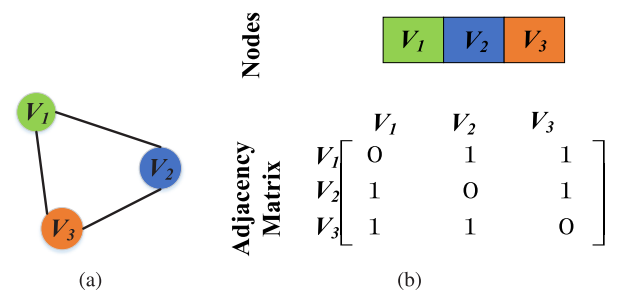 V1
V2
V3
(a)
Nodes
V1 V2 V3
Adjacency
Matrix
V1 V2 V3
V1 0 1 1
V2 1 0 1
V3 1 1 0
(b)